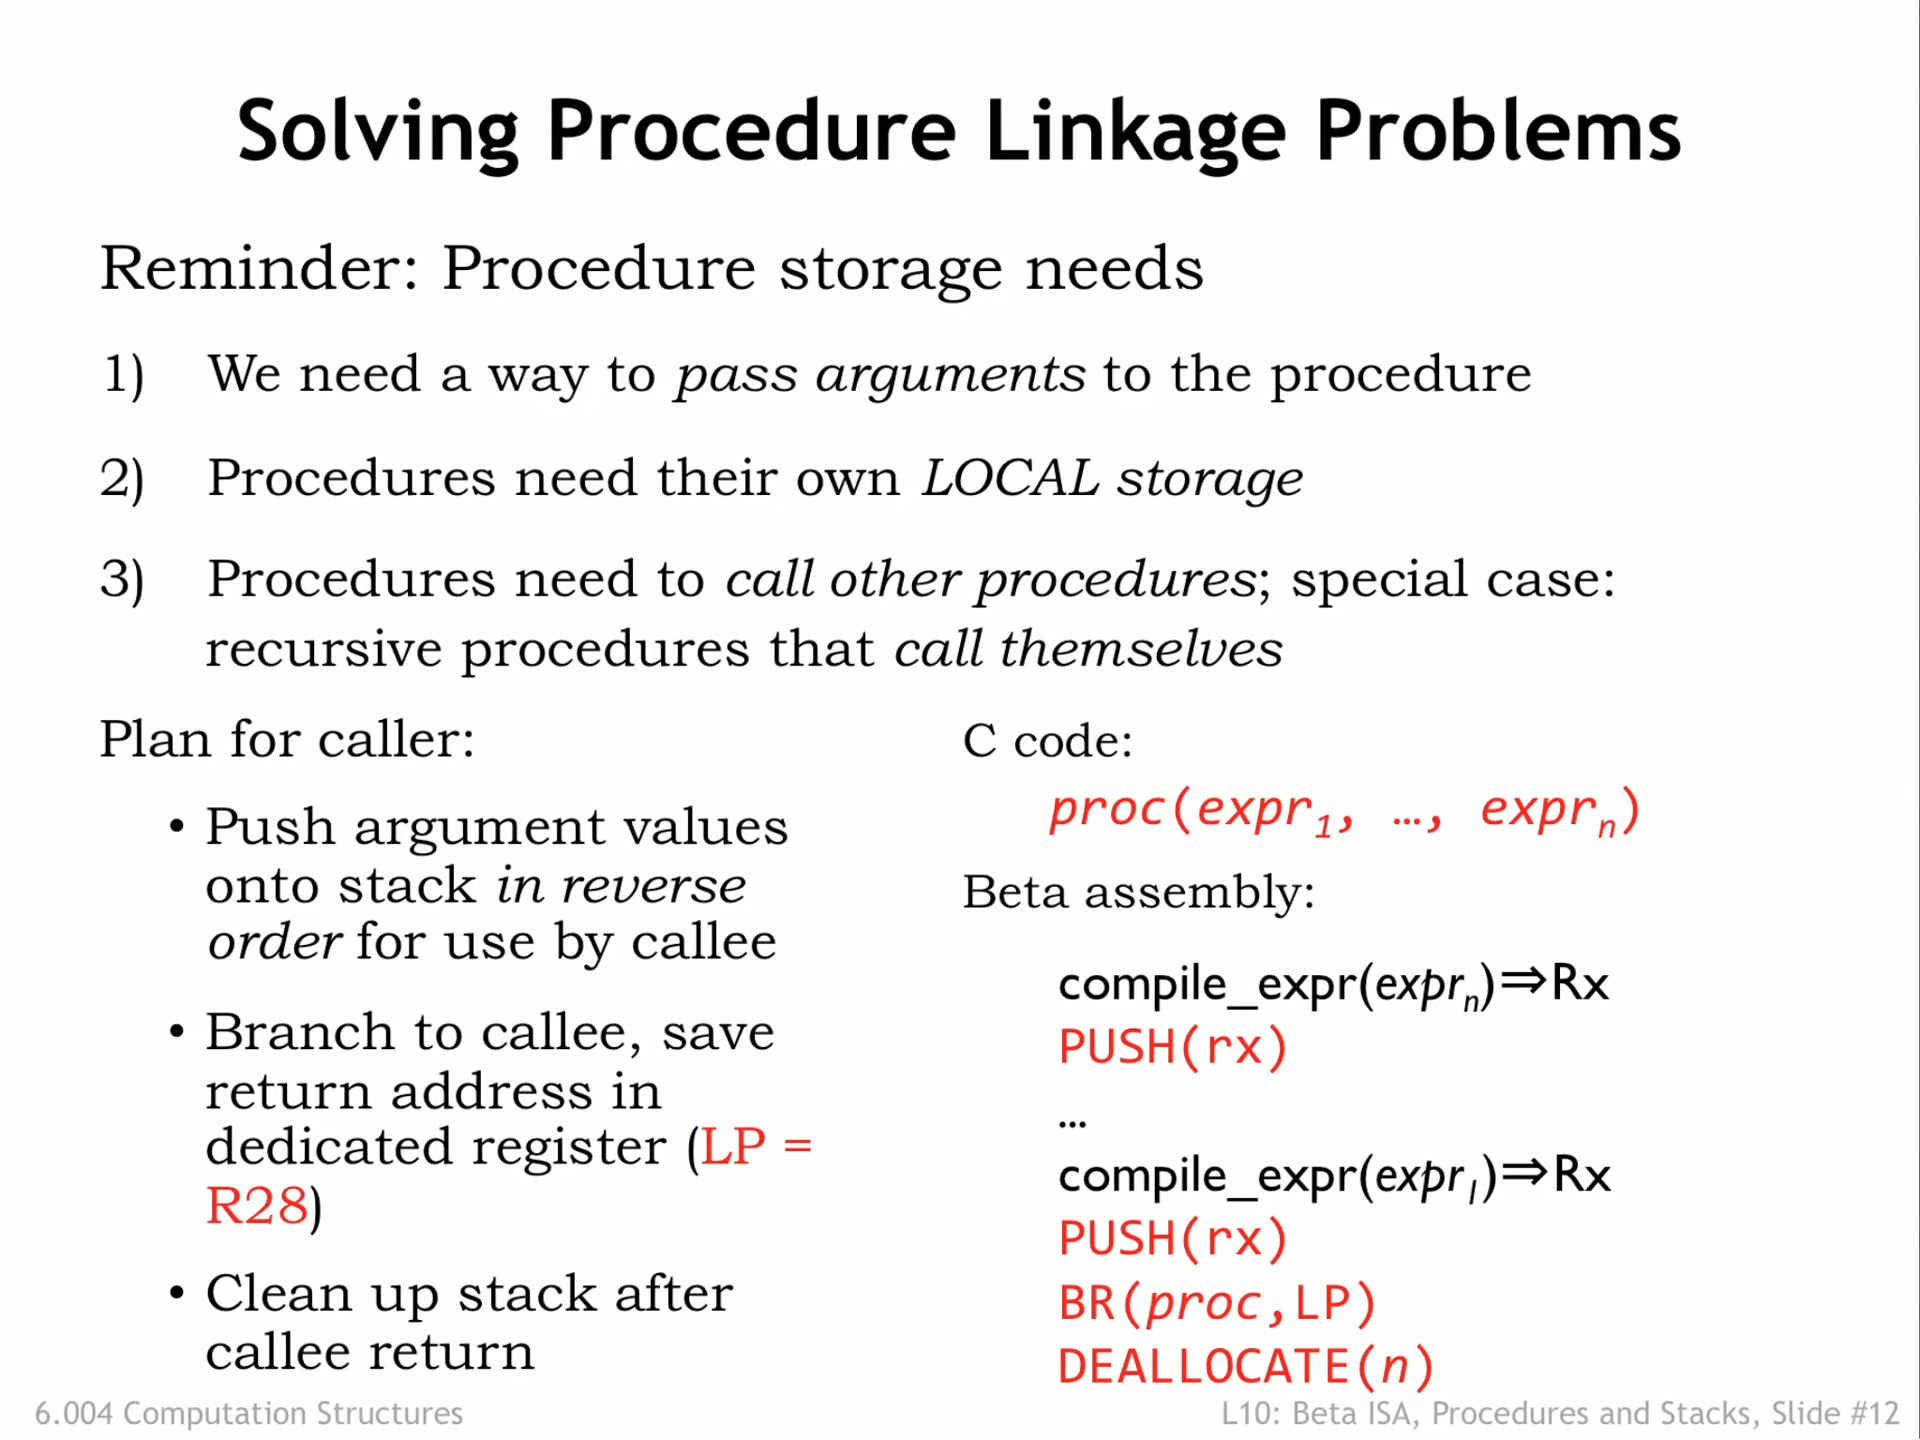 Solving Procedure Linkage Problems
Reminder: Procedure storage needs
1) We need a way to pass arguments to the procedure
2) Procedures need their own LOCAL storage
3) Procedures need to call other procedures; special case:
recursive procedures that call themselves
Plan for caller:
• Push argument values
onto stack in reverse
order for use by callee
• Branch to callee, save
return address in
dedicated register (LP =
R28)
• Clean up stack after
callee return
C code:
proc(expr₁, …, exprₙ)
Beta assembly:
compile_expr(exprₙ)⇒Rx
PUSH(rx)
…
compile_expr(expr₁)⇒Rx
PUSH(rx)
BR(proc,LP)
DEALLOCATE(n)
6.004 Computation Structures
L10: Beta ISA, Procedures and Stacks, Slide #12